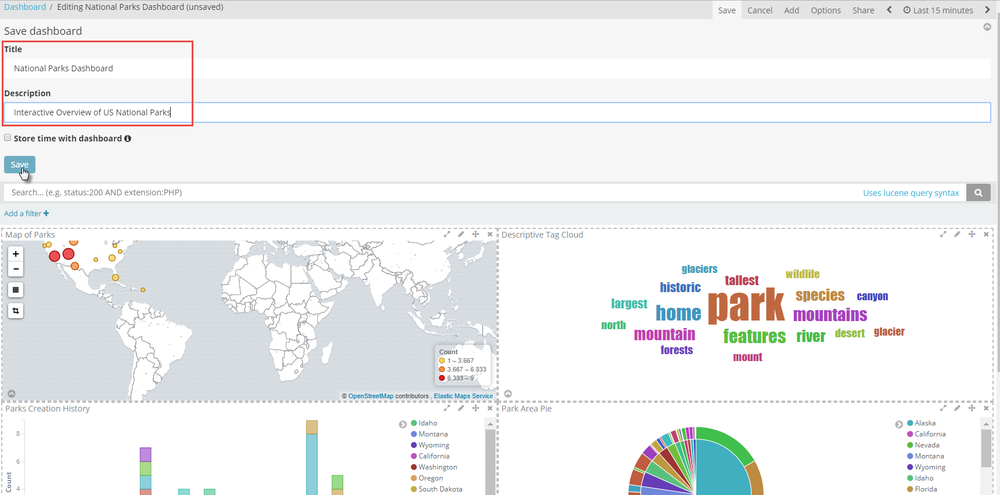 Dashboard / Editing National Parks Dashboard (unsaved)
Save Cancel Add Options Share Last 15 minutes
Save dashboard
Title
National Parks Dashboard
Description
Interactive Overview of US National Parks
Store time with dashboard
Save
Search... (e.g. status:200 AND extension:PHP) Uses lucene query syntax
Add a filter +
Map of Parks
+
−
Count
1 – 3.667
3.667 – 6.333
6.333 – 9
© OpenStreetMap contributors , Elastic Maps Service
Descriptive Tag Cloud
glaciers
wildlife
tallest
historic
species
canyon
park
largest
home
mountains
north
mountain
features
river
desert
glacier
forests
mount
Parks Creation History
8
6
4
Count
Idaho
Montana
Wyoming
California
Washington
Oregon
South Dakota
Park Area Pie
Alaska
California
Nevada
Montana
Wyoming
Idaho
Florida